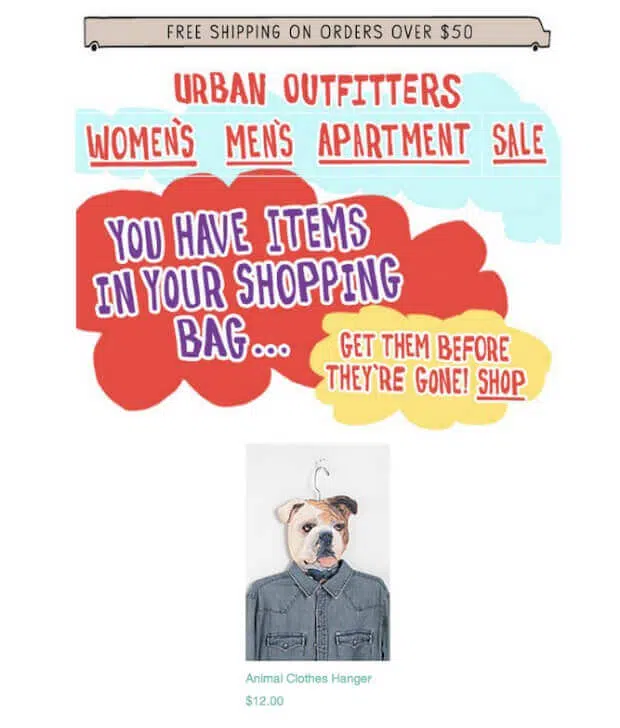 FREE SHIPPING ON ORDERS OVER $50
URBAN OUTFITTERS
WOMEN'S MEN'S APARTMENT SALE
YOU HAVE ITEMS
IN YOUR SHOPPING
BAG...
GET THEM BEFORE
THEY'RE GONE! SHOP
Animal Clothes Hanger
$12.00